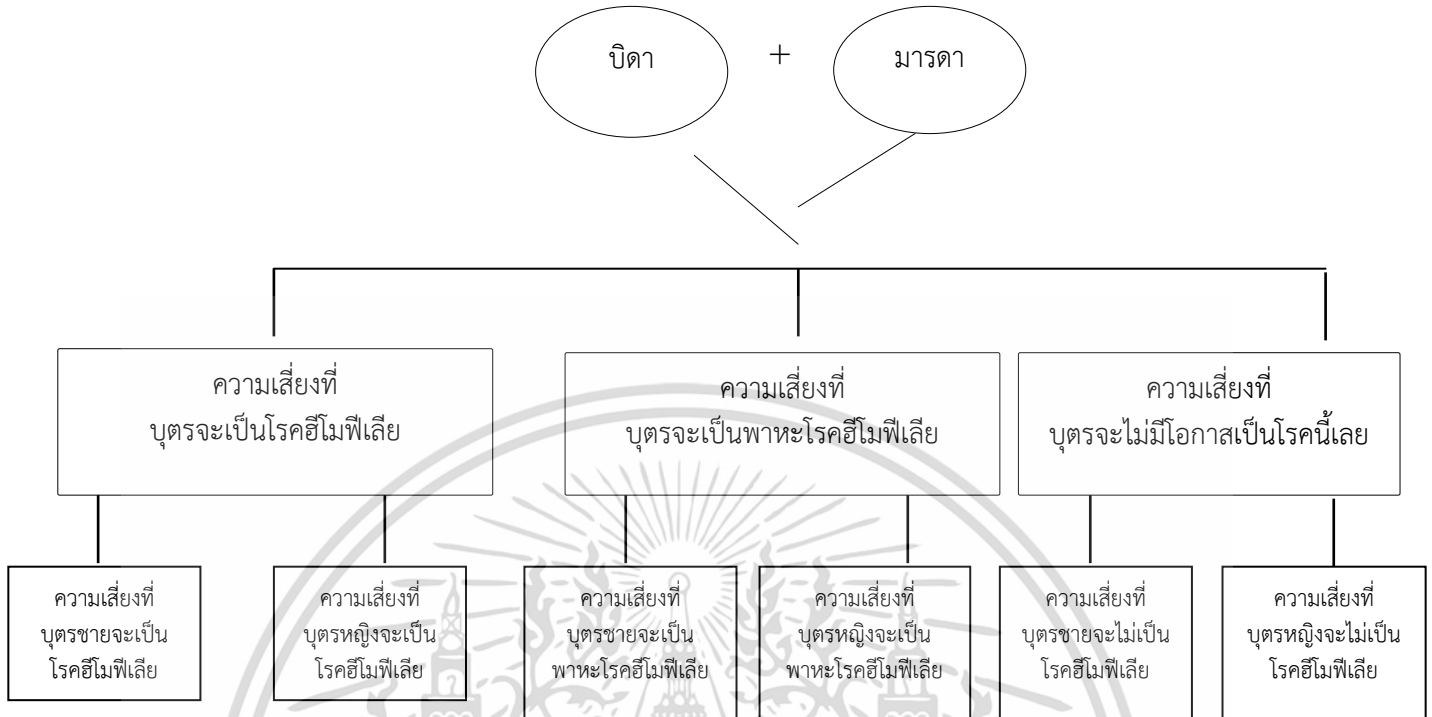 บิดา + มารดา
ความเสี่ยงที่
บุตรจะเป็นโรคฮีโมฟีเลีย
ความเสี่ยงที่
บุตรจะเป็นพาหะโรคฮีโมฟีเลีย
ความเสี่ยงที่
บุตรจะไม่มีโอกาสเป็นโรคนี้เลย
ความเสี่ยงที่
บุตรชายจะเป็น
โรคฮีโมฟีเลีย
ความเสี่ยงที่
บุตรหญิงจะเป็น
โรคฮีโมฟีเลีย
ความเสี่ยงที่
บุตรชายจะเป็น
พาหะโรคฮีโมฟีเลีย
ความเสี่ยงที่
บุตรหญิงจะเป็น
พาหะโรคฮีโมฟีเลีย
ความเสี่ยงที่
บุตรชายจะไม่เป็น
โรคฮีโมฟีเลีย
ความเสี่ยงที่
บุตรหญิงจะไม่เป็น
โรคฮีโมฟีเลีย